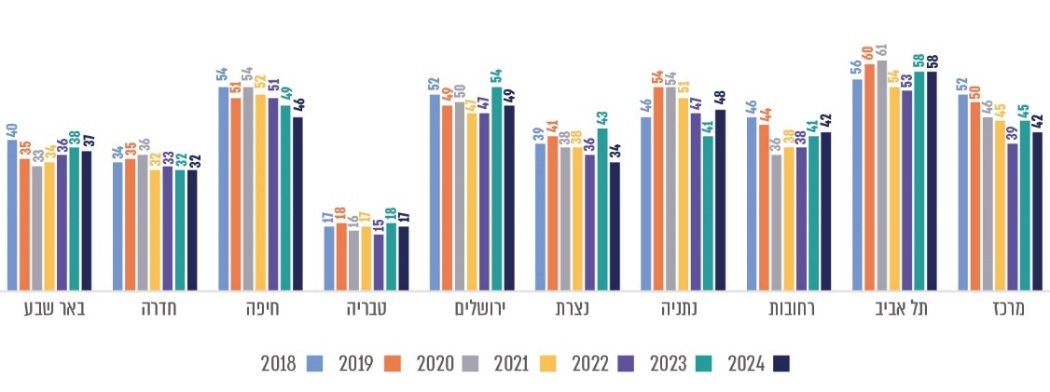 40 35 33 34 36 38 37
34 35 36 32 33 32 32
54 51 54 52 51 49 46
17 18 16 17 15 18 17
52 49 50 47 47 54 49
39 41 38 38 36 43 34
46 54 54 51 47 41 48
46 44 36 38 38 41 42
56 60 61 54 53 58 58
52 50 46 45 39 45 42
באר שבע
חדרה
חיפה
טבריה
ירושלים
נצרת
נתניה
רחובות
תל אביב
מרכז
2018 2019 2020 2021 2022 2023 2024